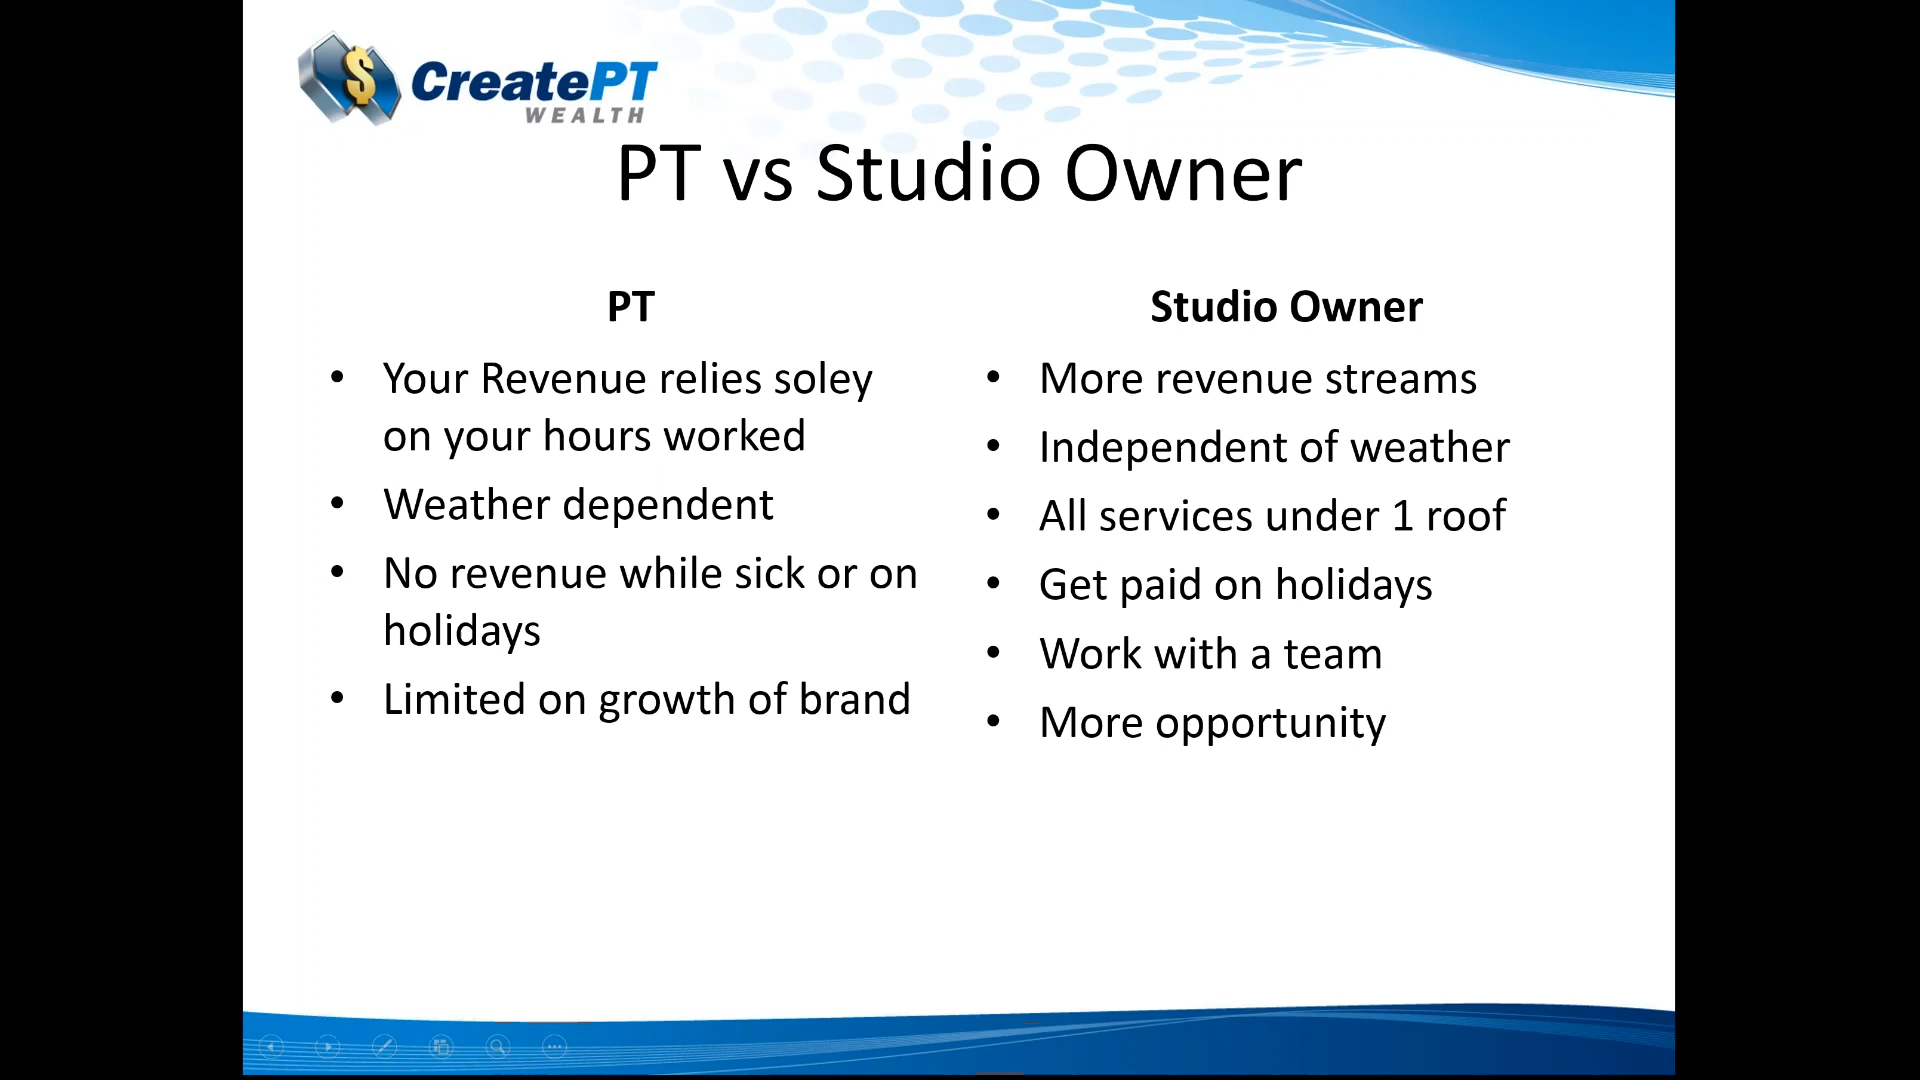 CreatePT
WEALTH
PT vs Studio Owner
PT
• Your Revenue relies soley
on your hours worked
• Weather dependent
• No revenue while sick or on
holidays
• Limited on growth of brand
Studio Owner
• More revenue streams
• Independent of weather
• All services under 1 roof
• Get paid on holidays
• Work with a team
• More opportunity